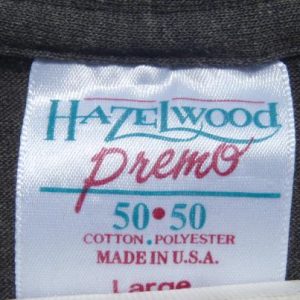 HAZELWOOD
premo
50•50
COTTON.POLYESTER
MADE IN U.S.A.
Large